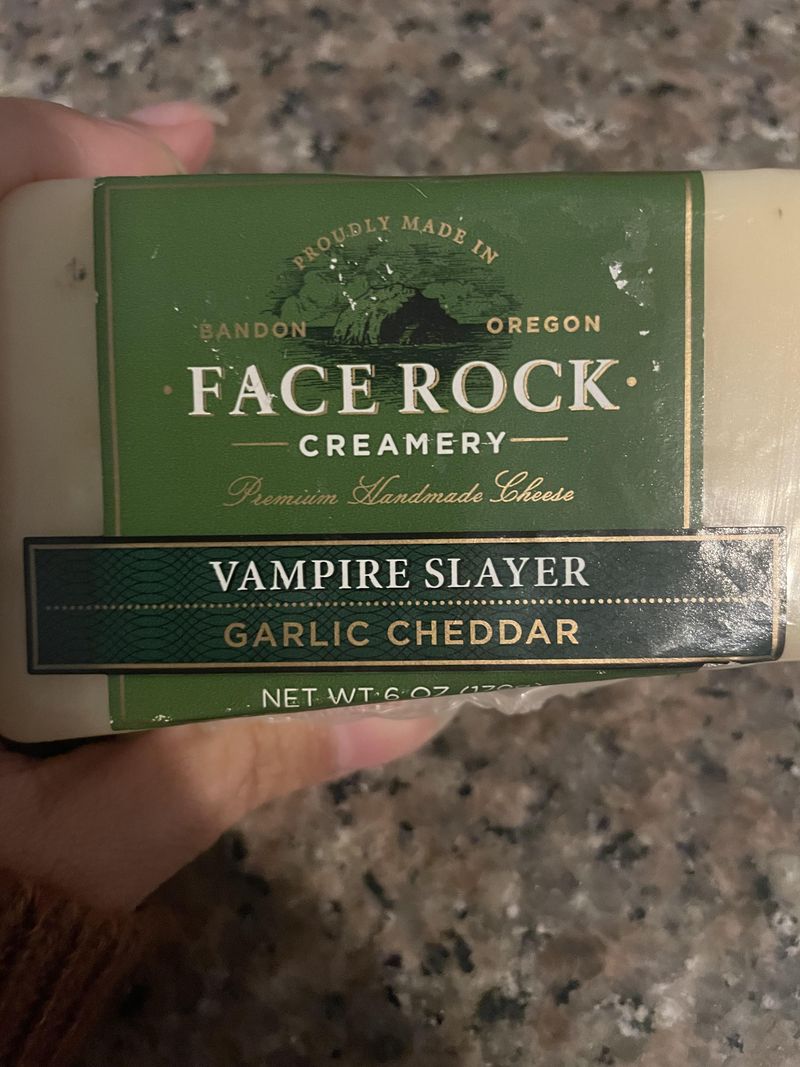 PROUDLY MADE IN
BANDON OREGON
FACE ROCK
CREAMERY
Premium Handmade Cheese
VAMPIRE SLAYER
GARLIC CHEDDAR
NET WT 6 OZ